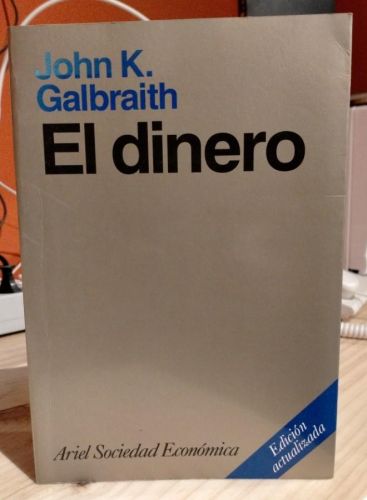 John K.
Galbraith
El dinero
Ariel Sociedad Económica
Edición
actualizada